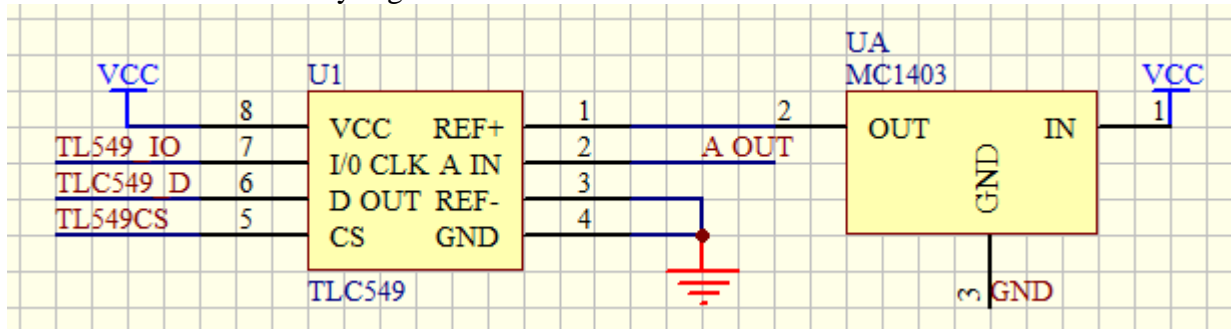 UA
VCC
U1
MC1403
VCC
8
1
2
1
VCC
REF+
OUT
IN
TL549_IO
7
2
A OUT
I/0 CLK
A IN
TLC549_D
6
3
D OUT
REF-
GND
TL549CS
5
4
CS
GND
TLC549
3
GND